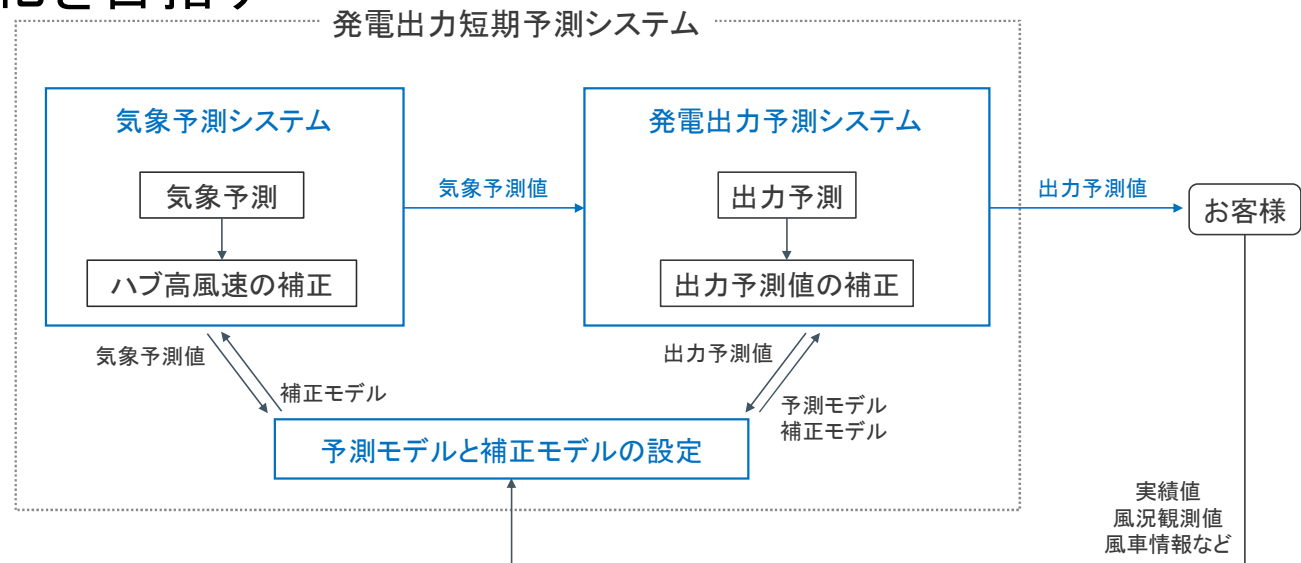 発電出力短期予測システム
気象予測システム
気象予測
ハブ高風速の補正
気象予測値
発電出力予測システム
出力予測
出力予測値の補正
出力予測値
お客様
気象予測値
補正モデル
出力予測値
予測モデル
補正モデル
予測モデルと補正モデルの設定
実績値
風況観測値
風車情報など